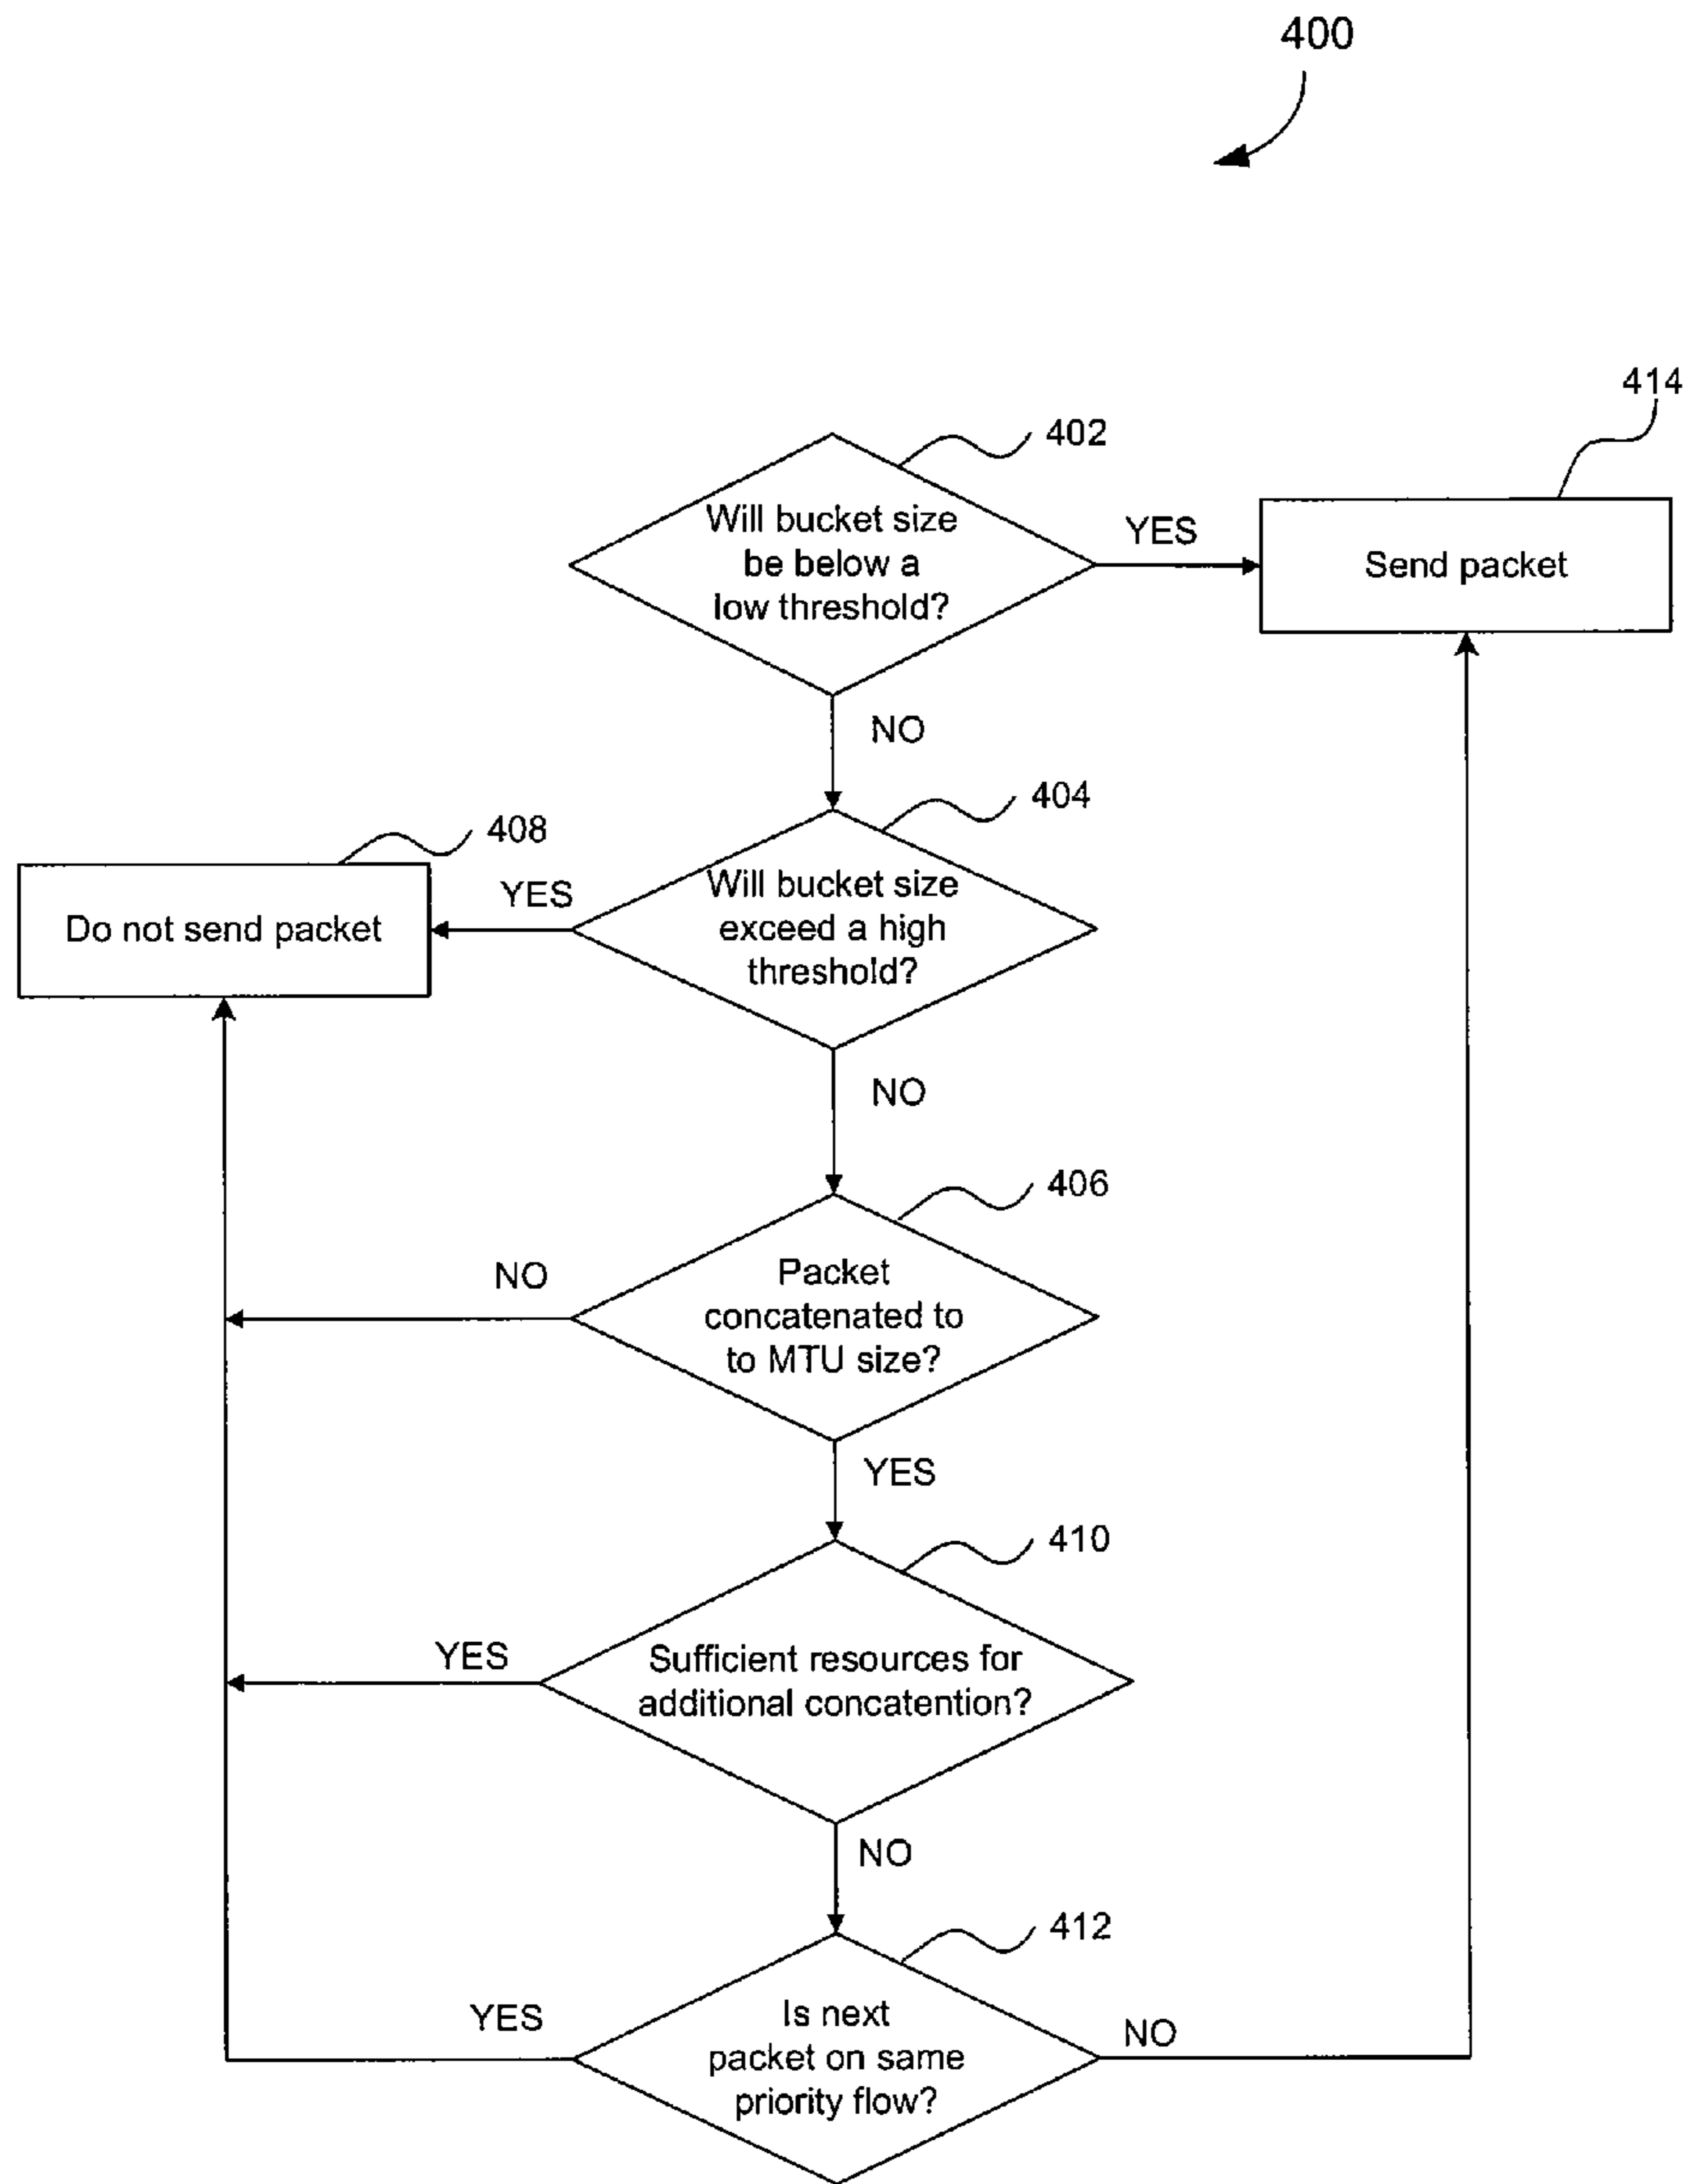 400
414
402
Will bucket size
be below a
low threshold?
YES
Send packet
NO
404
408
Will bucket size
exceed a high
threshold?
YES
Do not send packet
NO
406
Packet
concatenated to
to MTU size?
NO
YES
410
Sufficient resources for
additional concatention?
YES
NO
412
Is next
packet on same
priority flow?
YES
NO